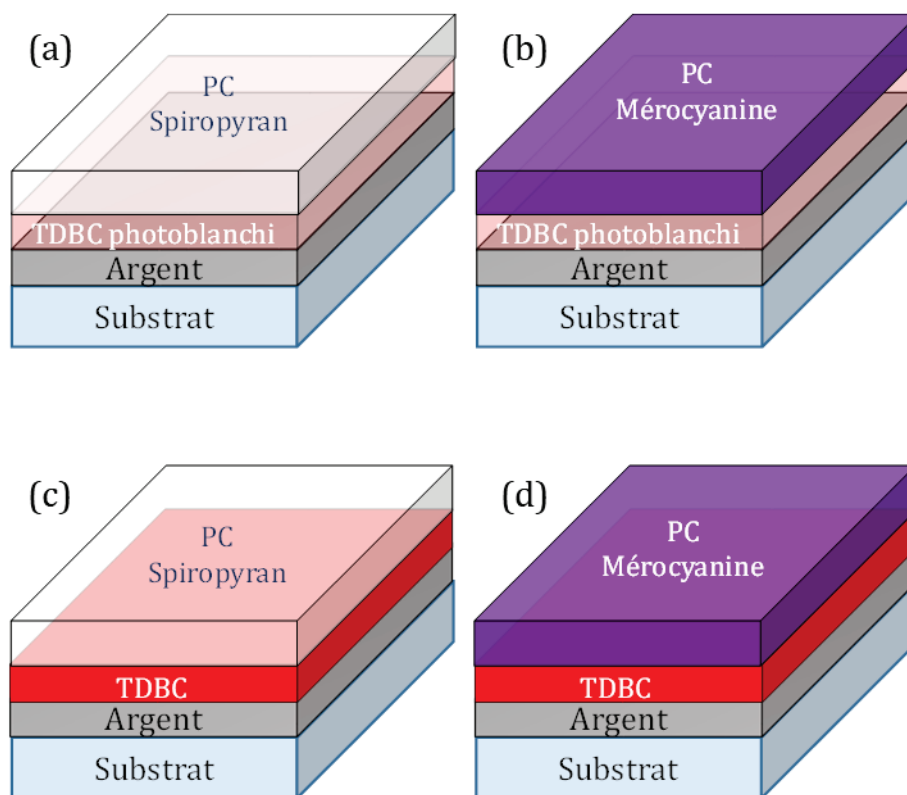 (a)
PC
Spiropyran
TDBC photoblanchi
Argent
Substrat
(b)
PC
Mérocyanine
TDBC photoblanchi
Argent
Substrat
(c)
PC
Spiropyran
TDBC
Argent
Substrat
(d)
PC
Mérocyanine
TDBC
Argent
Substrat